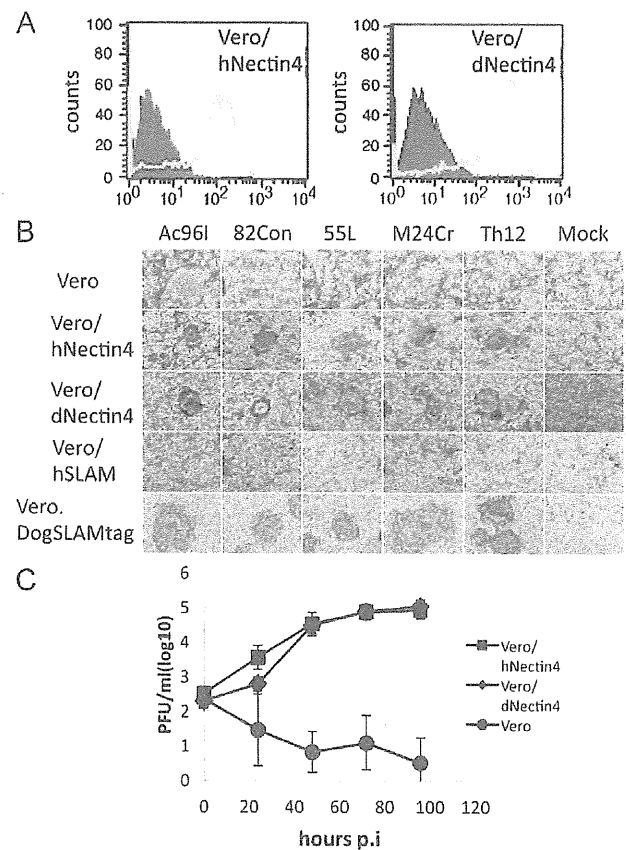 A
100
80
60
40
20
0
counts
Vero/
hNectin4
10^0 10^1 10^2 10^3 10^4
100
80
60
40
20
0
counts
Vero/
dNectin4
10^0 10^1 10^2 10^3 10^4
B
Ac96I 82Con 55L M24Cr Th12 Mock
Vero
Vero/
hNectin4
Vero/
dNectin4
Vero/
hSLAM
Vero.
DogSLAMtag
C
6
5
4
3
2
1
0
PFU/ml(log10)
0 20 40 60 80 100 120
hours p.i
Vero/
hNectin4
Vero/
dNectin4
Vero